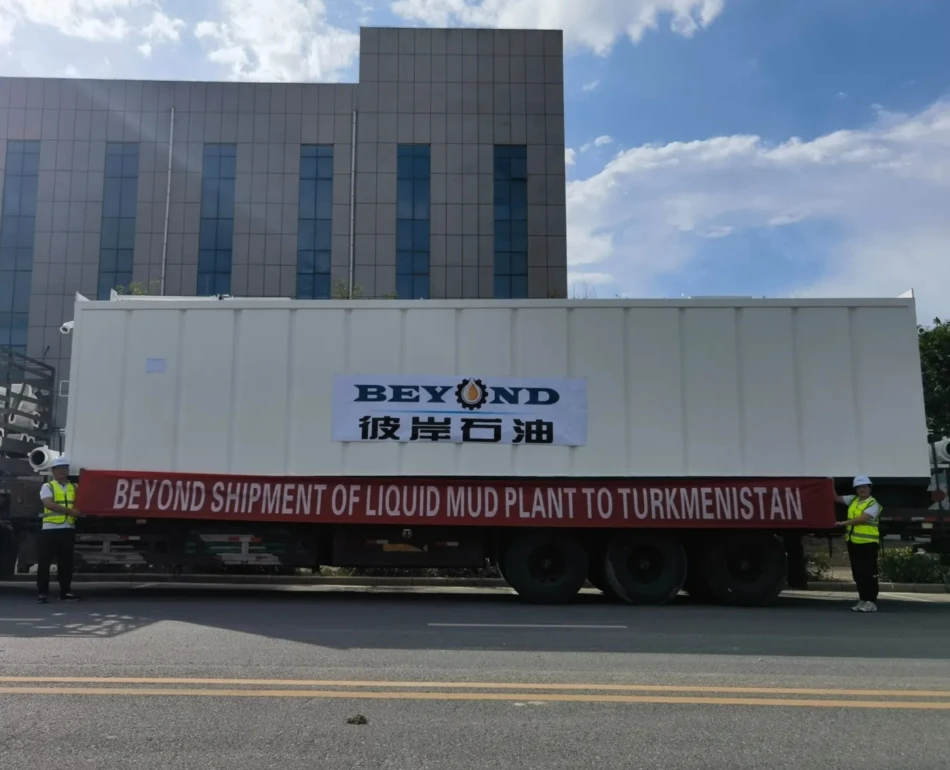 BEYOND
彼岸石油
BEYOND SHIPMENT OF LIQUID MUD PLANT TO TURKMENISTAN